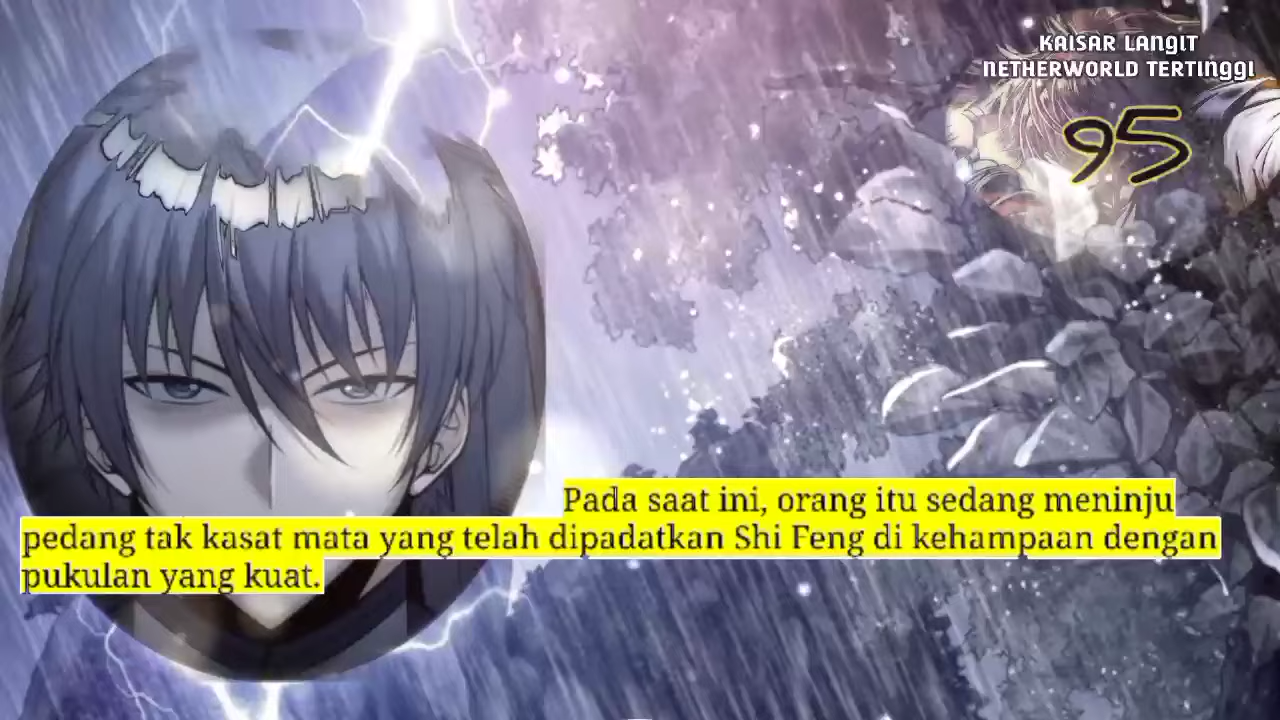 KAISAR LANGIT
NETHERWORLD TERTINGGI
95
Pada saat ini, orang itu sedang meninju
pedang tak kasat mata yang telah dipadatkan Shi Feng di kehampaan dengan
pukulan yang kuat.